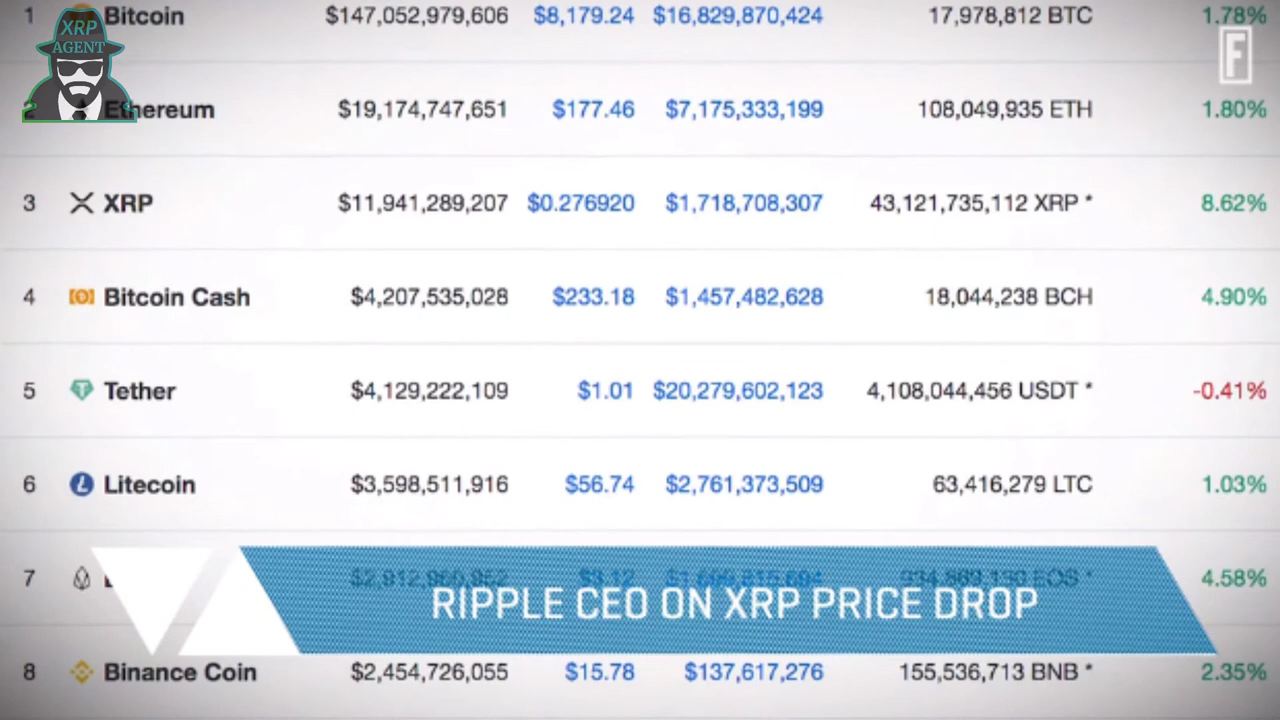 1 Bitcoin $147,052,979,606 $8,179.24 $16,829,870,424 17,978,812 BTC 1.78%
XRP
AGENT
F
2 Ethereum $19,174,747,651 $177.46 $7,175,333,199 108,049,935 ETH 1.80%
3 XRP $11,941,289,207 $0.276920 $1,718,708,307 43,121,735,112 XRP * 8.62%
4 Bitcoin Cash $4,207,535,028 $233.18 $1,457,482,628 18,044,238 BCH 4.90%
5 Tether $4,129,222,109 $1.01 $20,279,602,123 4,108,044,456 USDT * -0.41%
6 Litecoin $3,598,511,916 $56.74 $2,761,373,509 63,416,279 LTC 1.03%
7 $3.12 EOS * 4.58%
RIPPLE CEO ON XRP PRICE DROP
8 Binance Coin $2,454,726,055 $15.78 $137,617,276 155,536,713 BNB * 2.35%